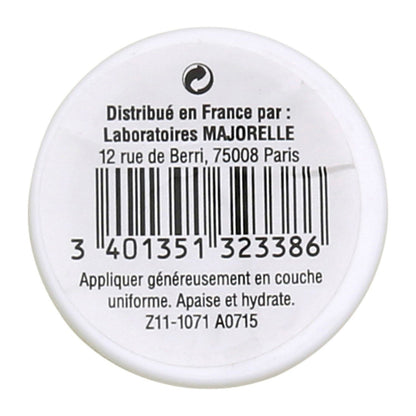 Distribué en France par :
Laboratoires MAJORELLE
12 rue de Berri, 75008 Paris
3 401351 323386
Appliquer généreusement en couche
uniforme. Apaise et hydrate.
Z11-1071 A0715